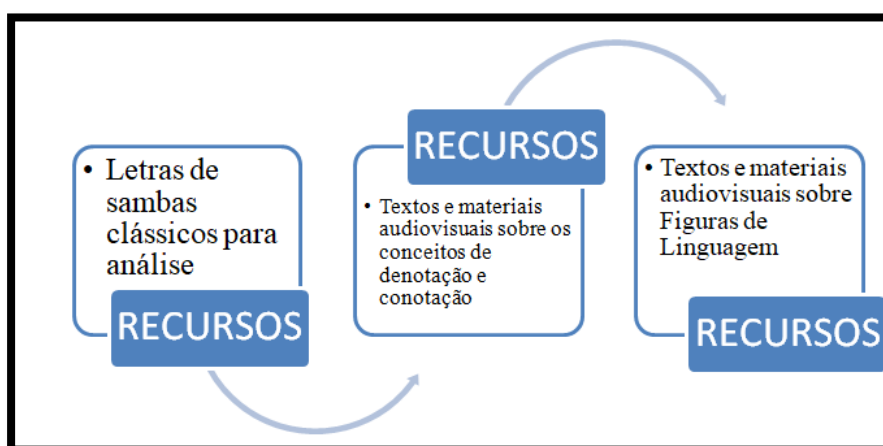 • Letras de
sambas
clássicos para
análise
RECURSOS
RECURSOS
• Textos e materiais
audiovisuais sobre os
conceitos de
denotação e
conotação
• Textos e materiais
audiovisuais sobre
Figuras de
Linguagem
RECURSOS